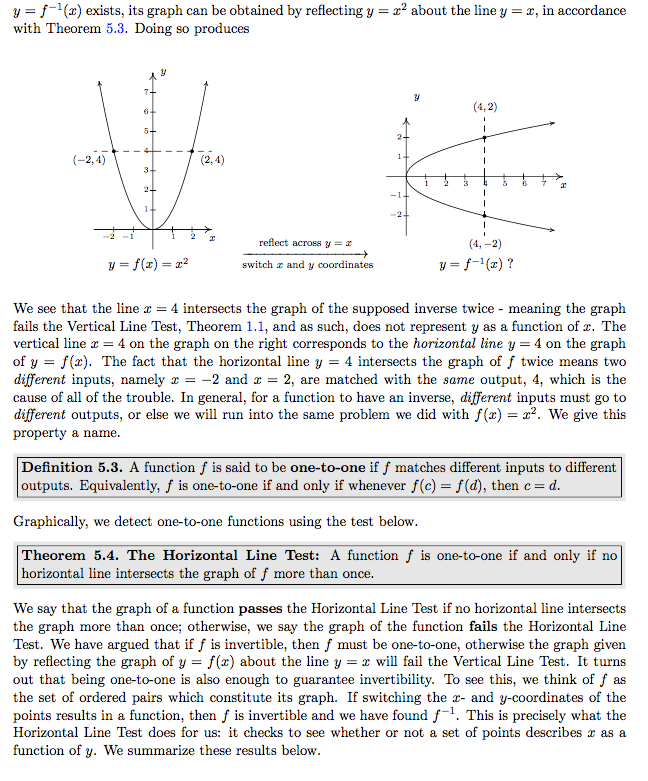 y = f⁻¹(x) exists, its graph can be obtained by reflecting y = x² about the line y = x, in accordance
with Theorem 5.3. Doing so produces
y
7
6
5
4
3
2
1
(−2, 4)
(2, 4)
−2 −1 1 2 x
y = f(x) = x²
reflect across y = x
switch x and y coordinates
y
(4, 2)
2
1
1 2 3 4 5 6 7 x
−1
−2
(4, −2)
y = f⁻¹(x) ?
We see that the line x = 4 intersects the graph of the supposed inverse twice - meaning the graph
fails the Vertical Line Test, Theorem 1.1, and as such, does not represent y as a function of x. The
vertical line x = 4 on the graph on the right corresponds to the horizontal line y = 4 on the graph
of y = f(x). The fact that the horizontal line y = 4 intersects the graph of f twice means two
different inputs, namely x = −2 and x = 2, are matched with the same output, 4, which is the
cause of all of the trouble. In general, for a function to have an inverse, different inputs must go to
different outputs, or else we will run into the same problem we did with f(x) = x². We give this
property a name.
Definition 5.3. A function f is said to be one-to-one if f matches different inputs to different
outputs. Equivalently, f is one-to-one if and only if whenever f(c) = f(d), then c = d.
Graphically, we detect one-to-one functions using the test below.
Theorem 5.4. The Horizontal Line Test: A function f is one-to-one if and only if no
horizontal line intersects the graph of f more than once.
We say that the graph of a function passes the Horizontal Line Test if no horizontal line intersects
the graph more than once; otherwise, we say the graph of the function fails the Horizontal Line
Test. We have argued that if f is invertible, then f must be one-to-one, otherwise the graph given
by reflecting the graph of y = f(x) about the line y = x will fail the Vertical Line Test. It turns
out that being one-to-one is also enough to guarantee invertibility. To see this, we think of f as
the set of ordered pairs which constitute its graph. If switching the x- and y-coordinates of the
points results in a function, then f is invertible and we have found f⁻¹. This is precisely what the
Horizontal Line Test does for us: it checks to see whether or not a set of points describes x as a
function of y. We summarize these results below.